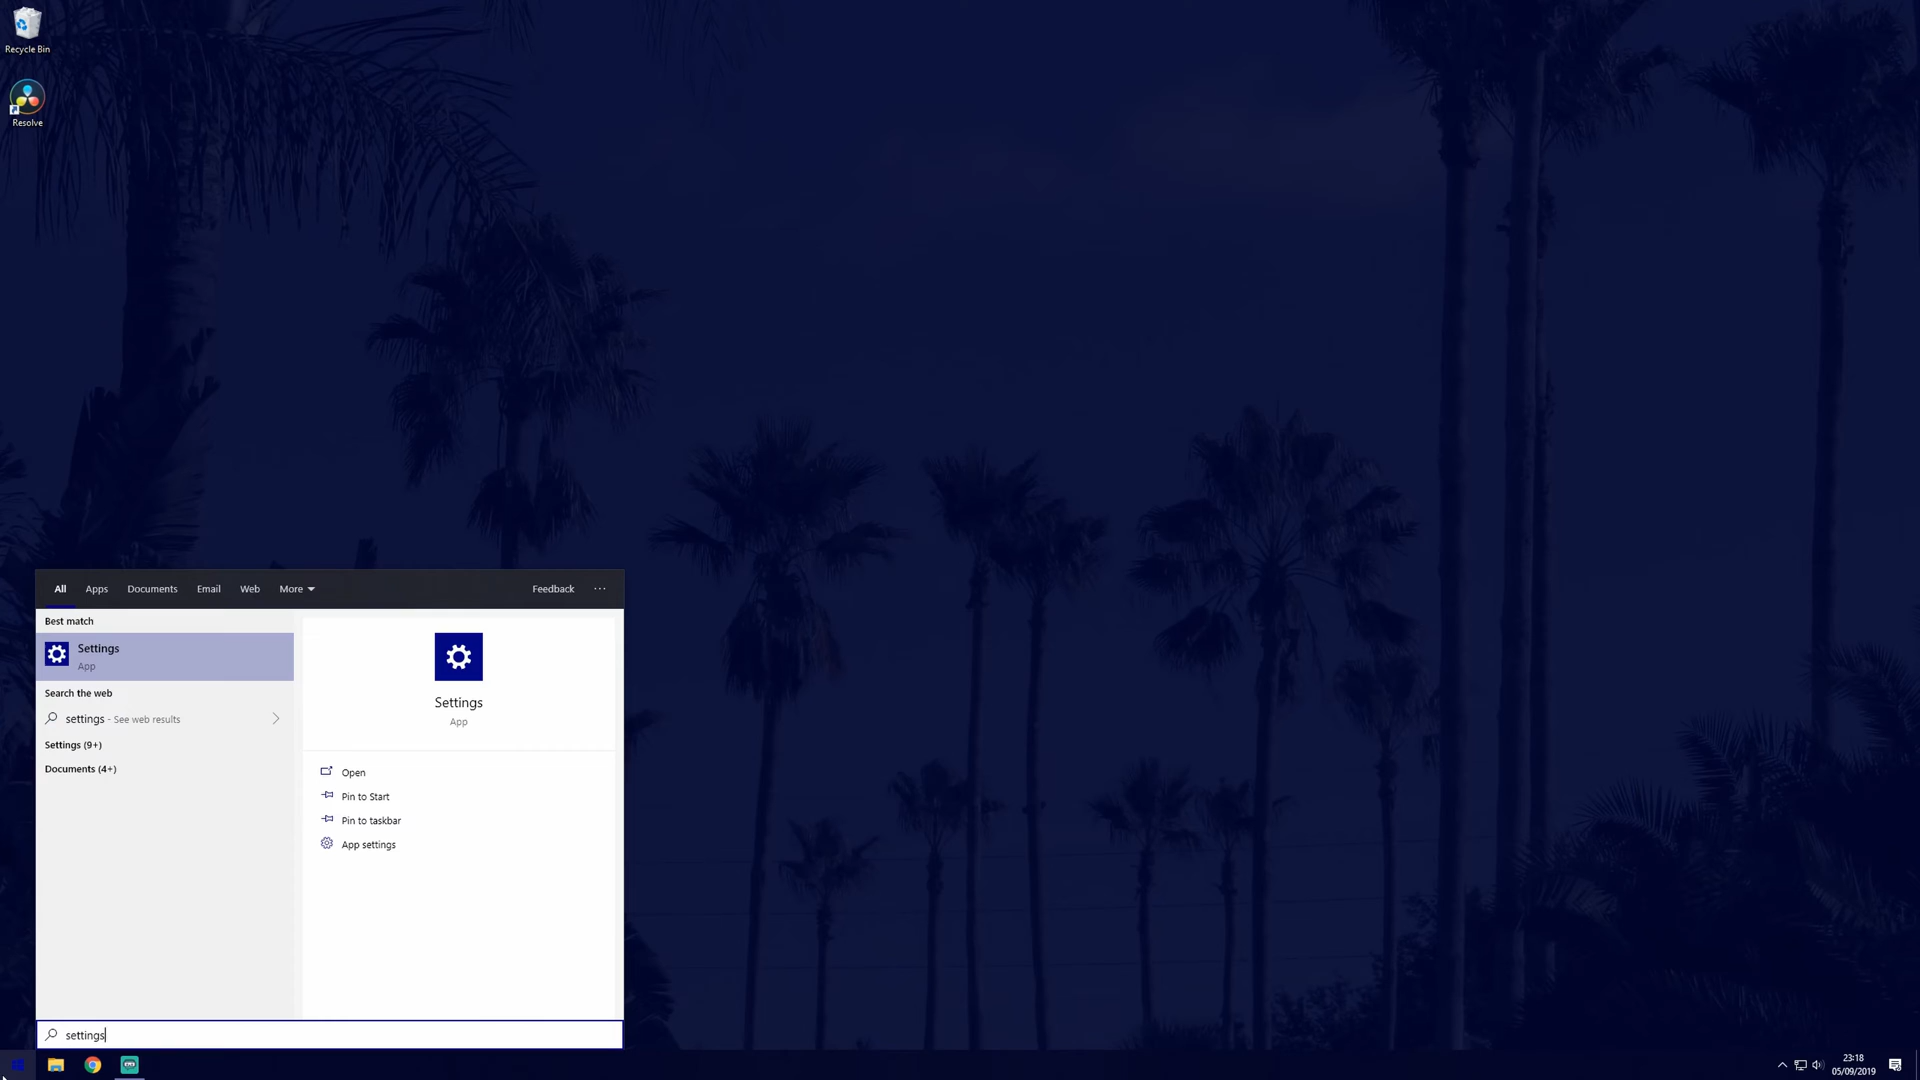 Recycle Bin
Resolve
All Apps Documents Email Web More Feedback ...
Best match
Settings
App
Search the web
settings - See web results
Settings (9+)
Documents (4+)
Settings
App
Open
Pin to Start
Pin to taskbar
App settings
settings
23:18
05/09/2019